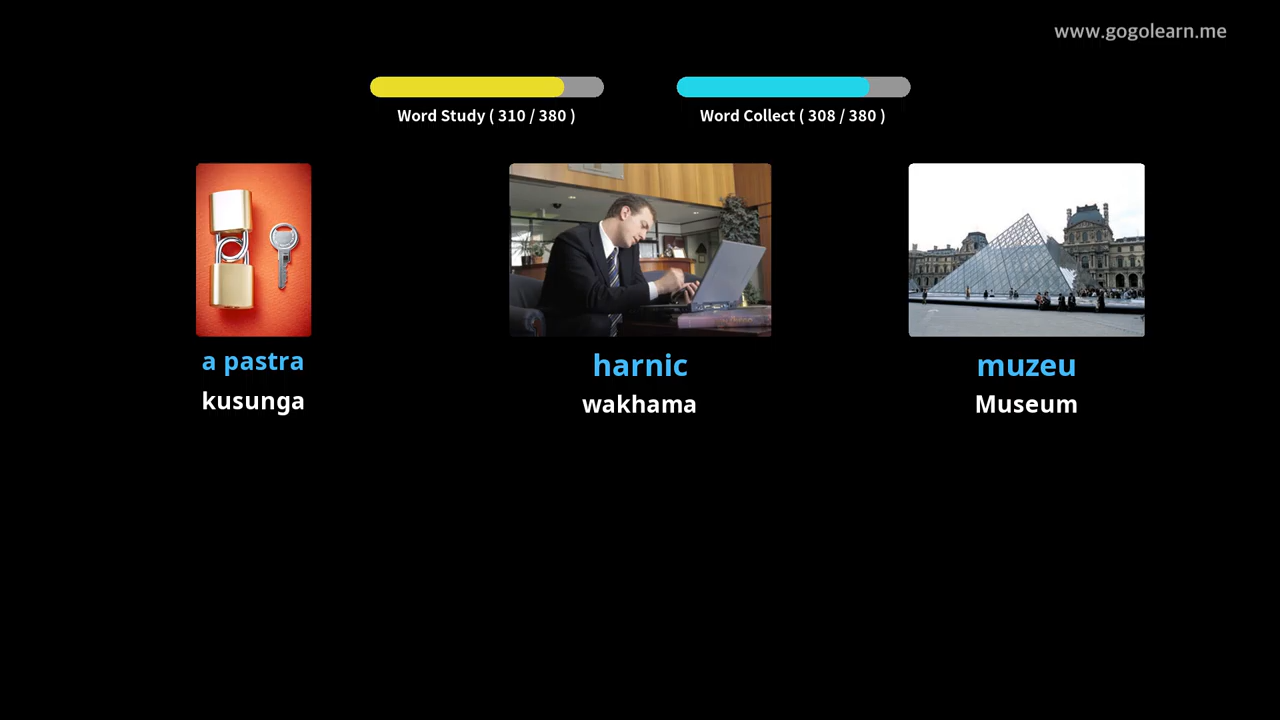 www.gogolearn.me
Word Study ( 310 / 380 )
Word Collect ( 308 / 380 )
a pastra
kusunga
harnic
wakhama
muzeu
Museum